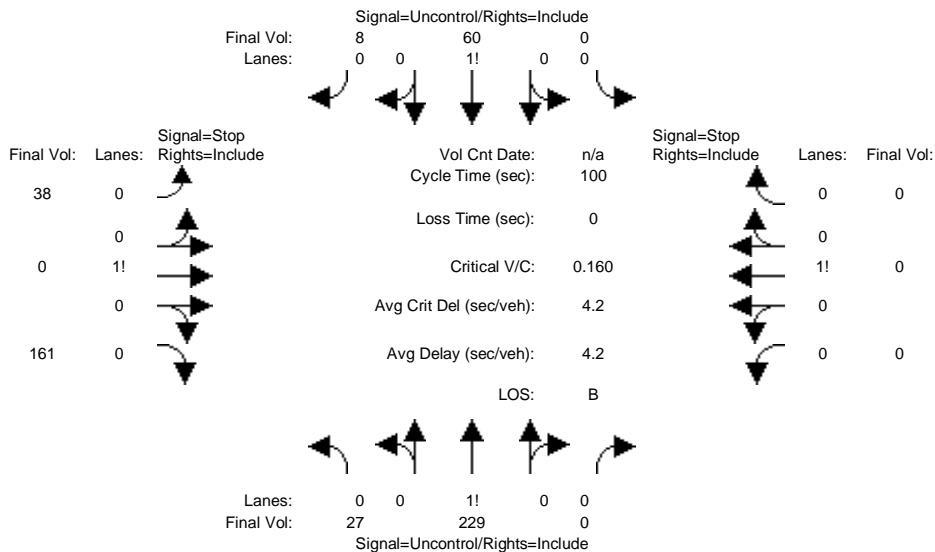 Signal=Uncontrol/Rights=Include
Final Vol: 8 60 0
Lanes: 0 0 1! 0 0
Signal=Stop Signal=Stop
Final Vol: Lanes: Rights=Include Vol Cnt Date: n/a Rights=Include Lanes: Final Vol:
Cycle Time (sec): 100
38 0 0 0
Loss Time (sec): 0
0 0
0 1! Critical V/C: 0.160 1! 0
0 Avg Crit Del (sec/veh): 4.2 0
161 0 Avg Delay (sec/veh): 4.2 0 0
LOS: B
Lanes: 0 0 1! 0 0
Final Vol: 27 229 0
Signal=Uncontrol/Rights=Include